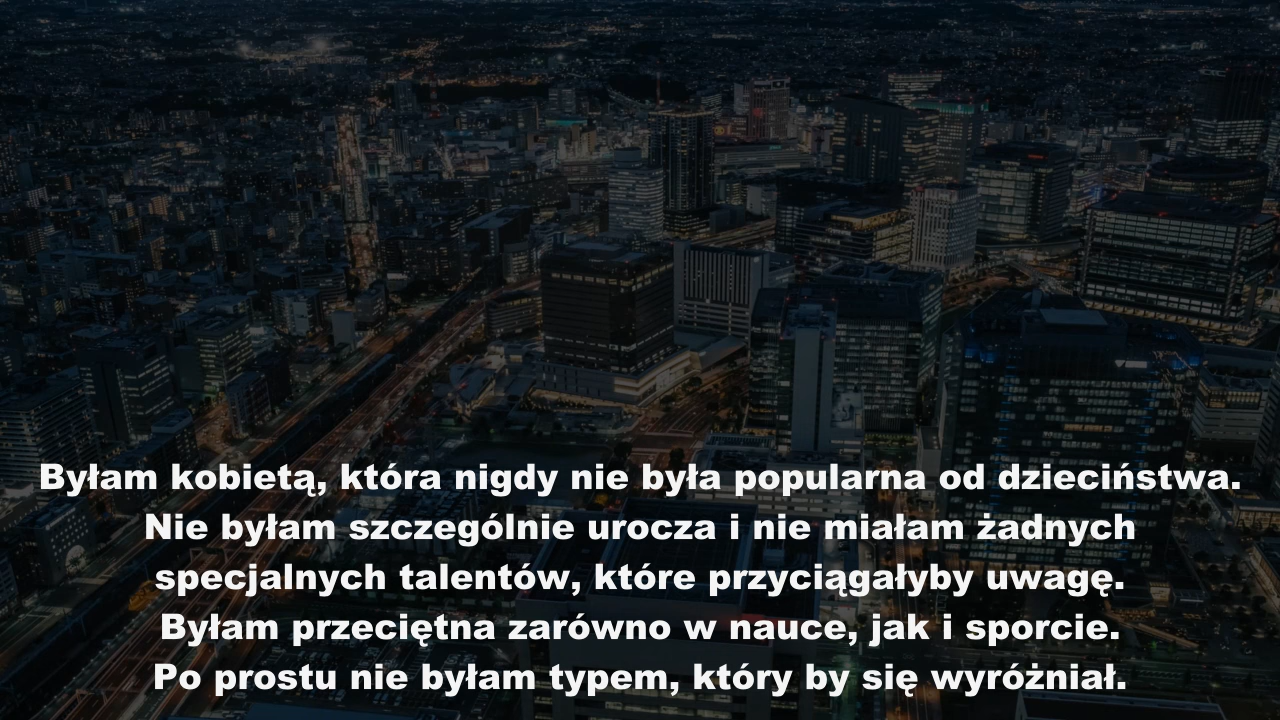 Byłam kobietą, która nigdy nie była popularna od dzieciństwa.
Nie byłam szczególnie urocza i nie miałam żadnych
specjalnych talentów, które przyciągałyby uwagę.
Byłam przeciętna zarówno w nauce, jak i sporcie.
Po prostu nie byłam typem, który by się wyróżniał.